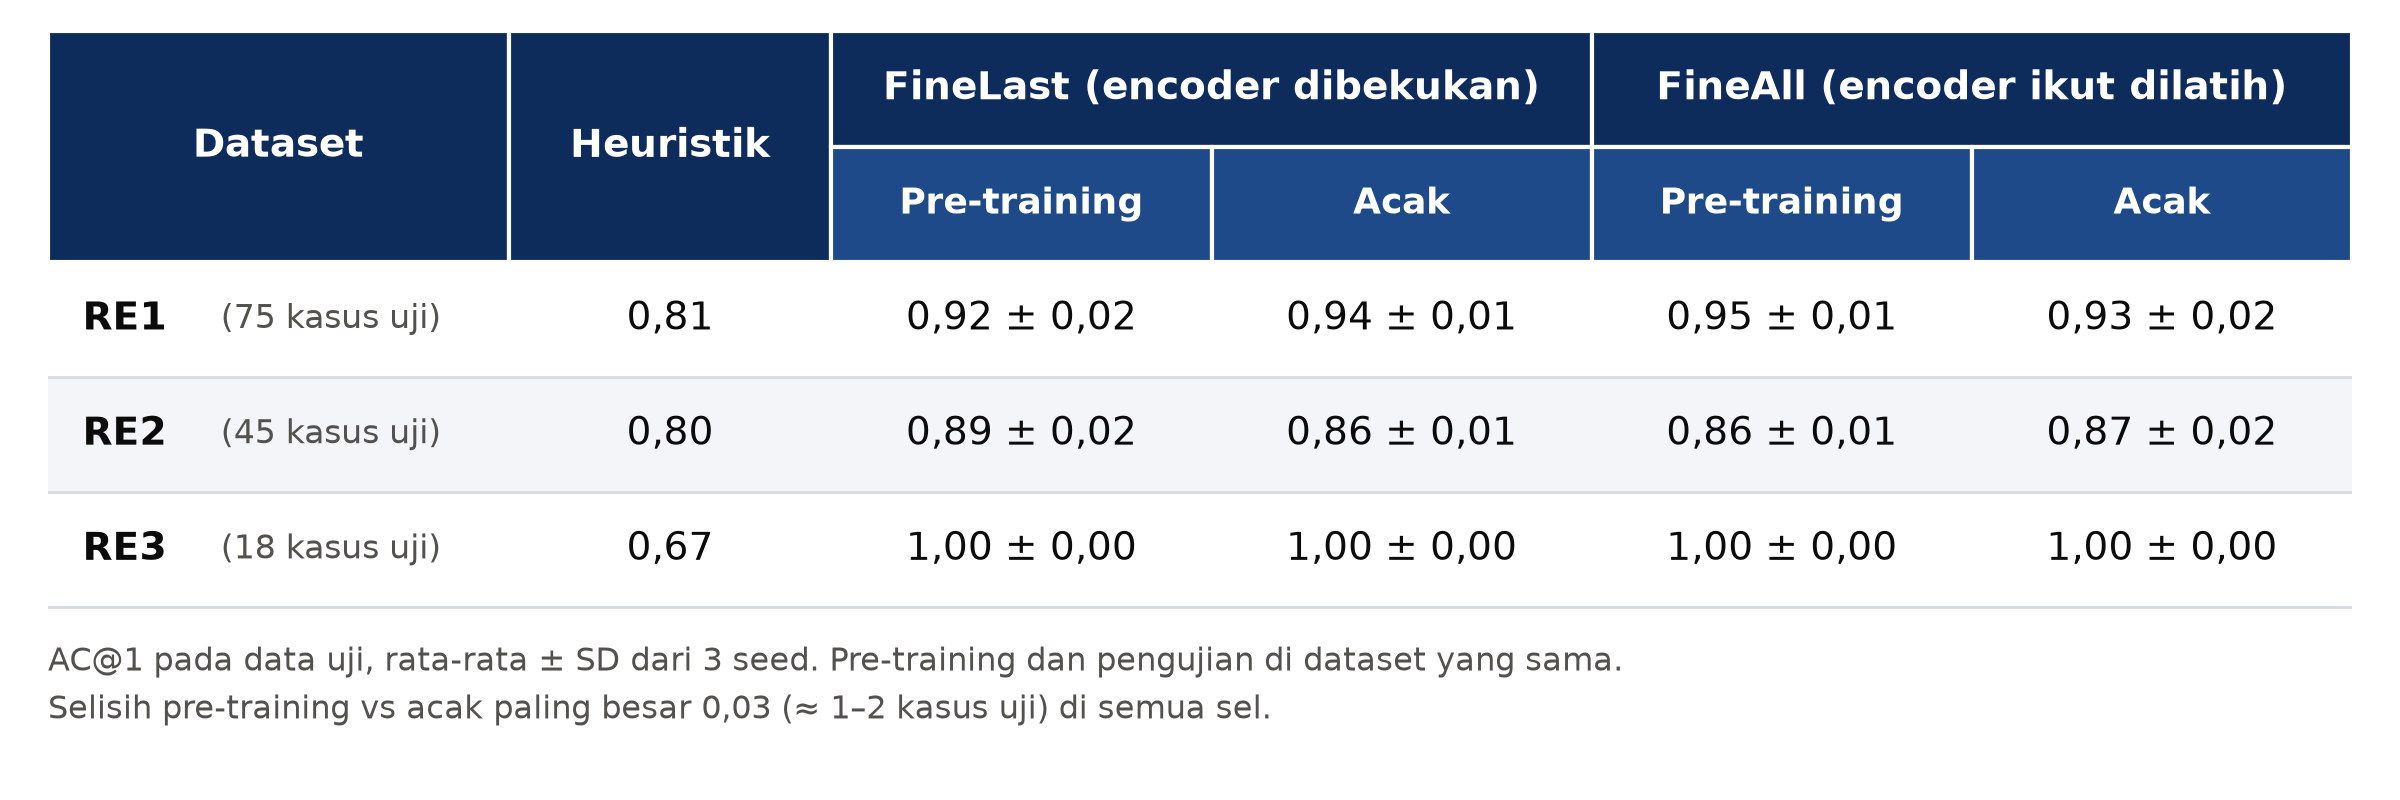 Dataset Heuristik FineLast (encoder dibekukan) FineAll (encoder ikut dilatih)
Pre-training Acak Pre-training Acak
RE1 (75 kasus uji) 0,81 0,92 ± 0,02 0,94 ± 0,01 0,95 ± 0,01 0,93 ± 0,02
RE2 (45 kasus uji) 0,80 0,89 ± 0,02 0,86 ± 0,01 0,86 ± 0,01 0,87 ± 0,02
RE3 (18 kasus uji) 0,67 1,00 ± 0,00 1,00 ± 0,00 1,00 ± 0,00 1,00 ± 0,00
AC@1 pada data uji, rata-rata ± SD dari 3 seed. Pre-training dan pengujian di dataset yang sama.
Selisih pre-training vs acak paling besar 0,03 (≈ 1–2 kasus uji) di semua sel.